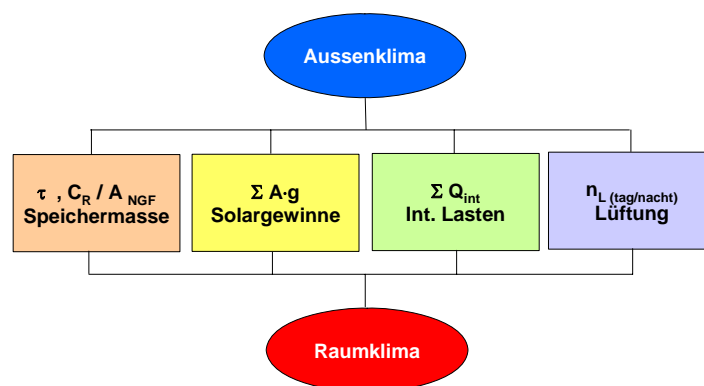 Aussenklima
τ , C_R / A_NGF
Speichermasse
Σ A·g
Solargewinne
Σ Q_int
Int. Lasten
n_L (tag/nacht)
Lüftung
Raumklima